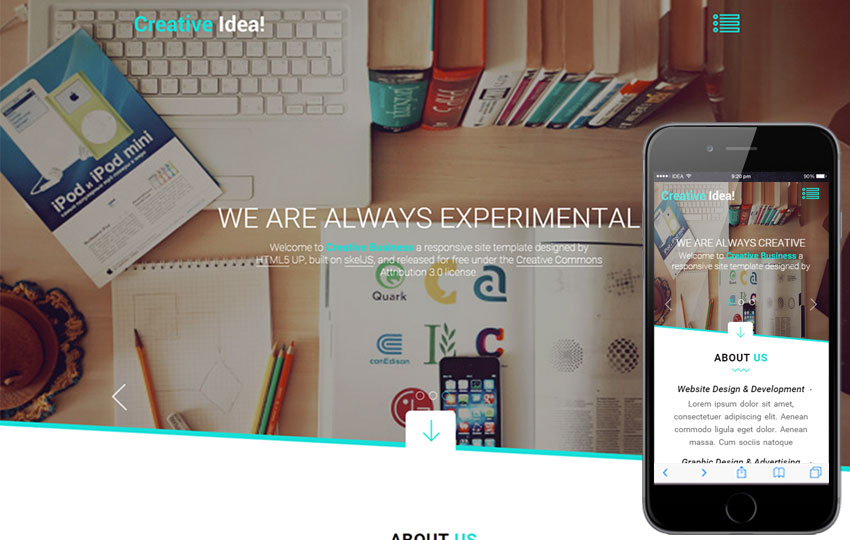 Creative Idea!
iPod и iPod mini
WE ARE ALWAYS EXPERIMENTAL
Welcome to Creative Business a responsive site template designed by
HTML5 UP, built on skelJS, and released for free under the Creative Commons
Attribution 3.0 license
Quark
conEdison
ABOUT US
IDEA
9:20 pm
90%
Creative Idea!
WE ARE ALWAYS CREATIVE
Welcome to Creative Business a
responsive site template designed by
ABOUT US
Website Design & Development
Lorem ipsum dolor sit amet,
consectetuer adipiscing elit. Aenean
commodo ligula eget dolor. Aenean
massa. Cum sociis natoque
Graphic Design & Advertising